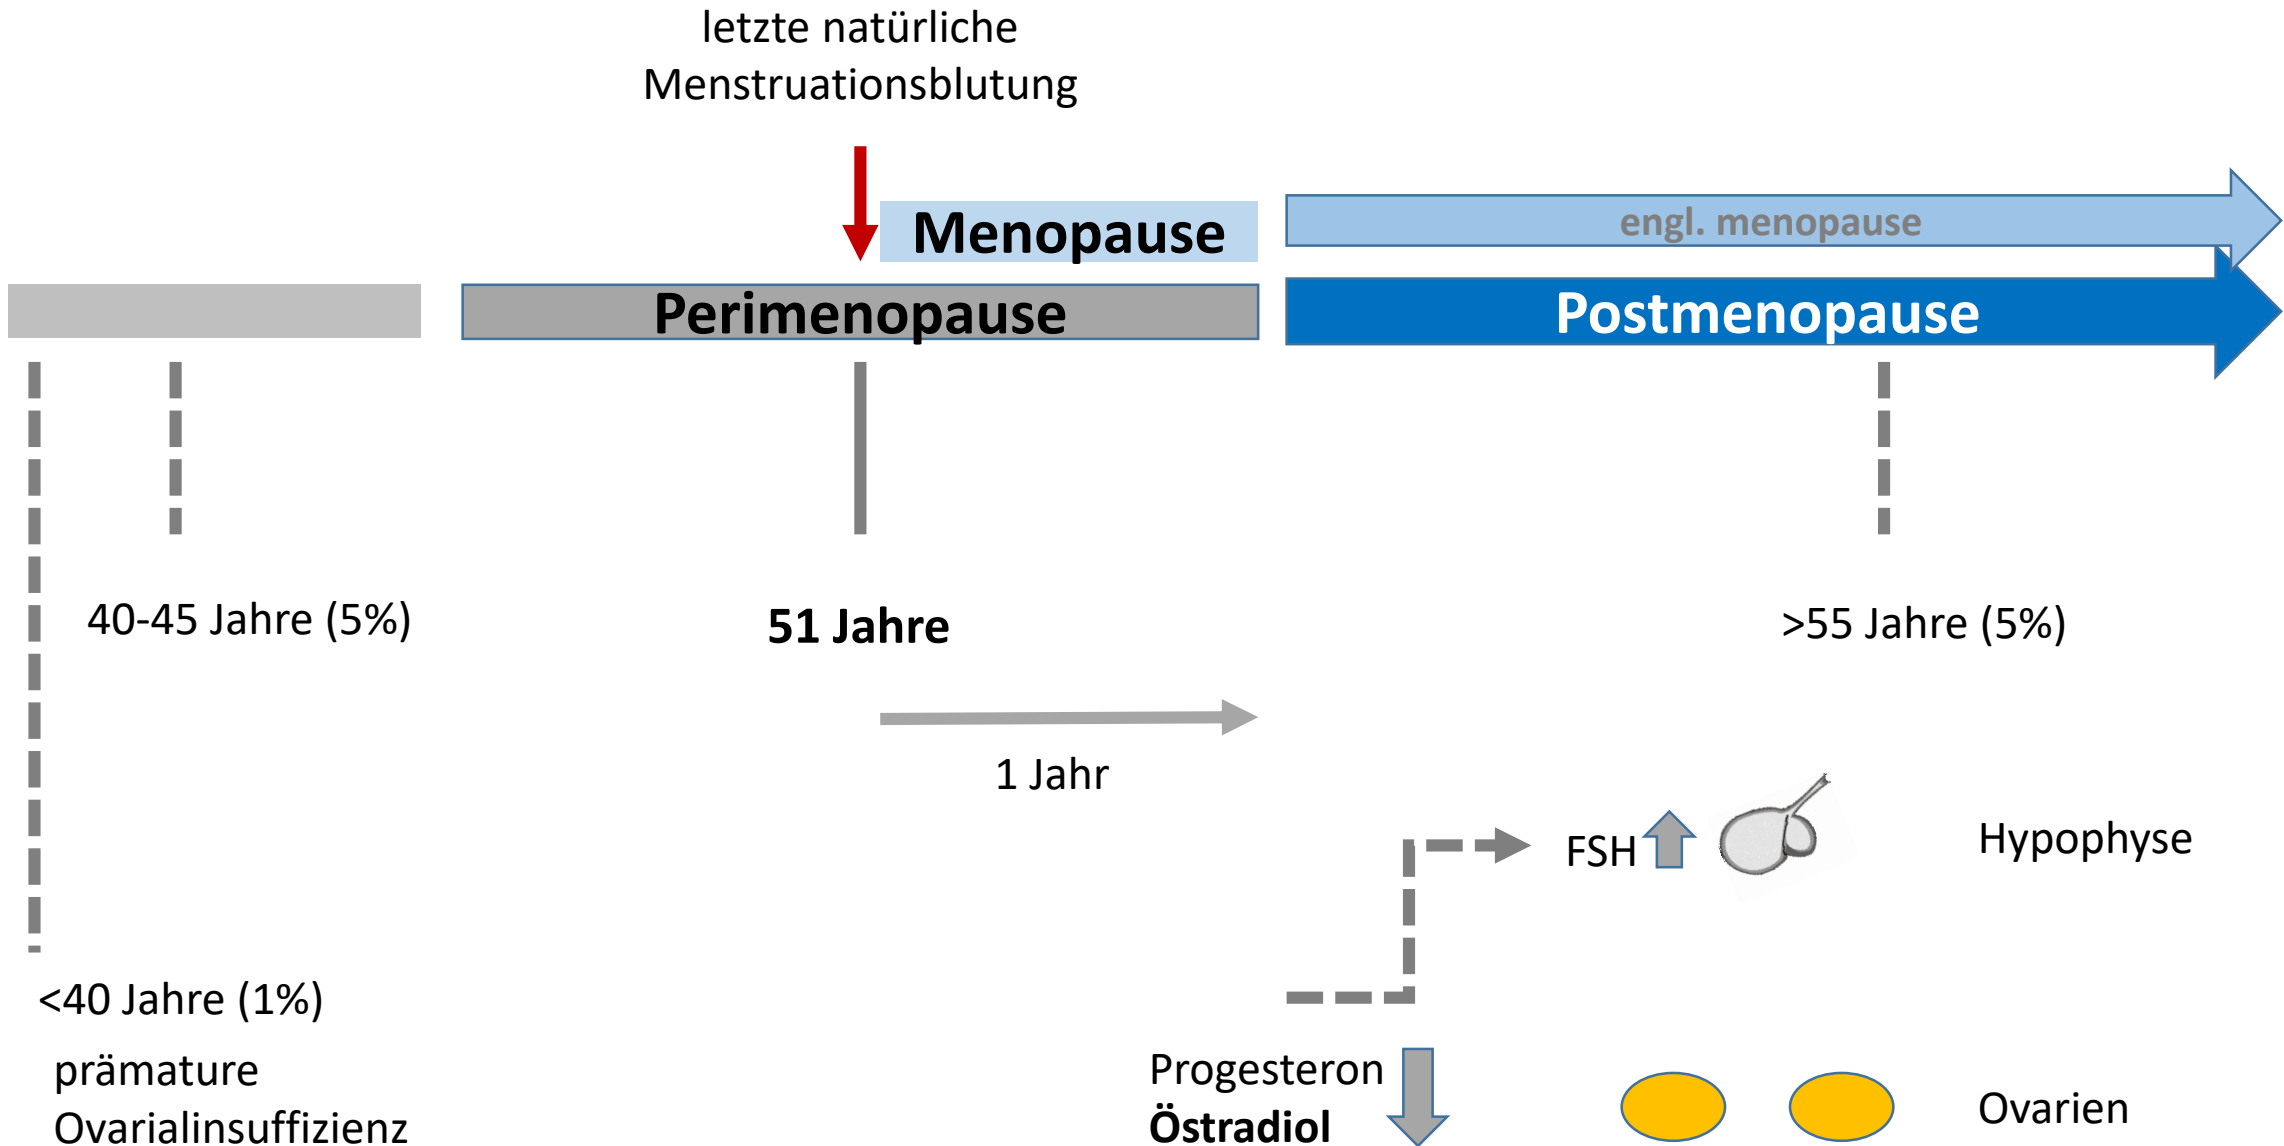 letzte natürliche
Menstruationsblutung
Menopause
engl. menopause
Perimenopause
Postmenopause
40-45 Jahre (5%)
51 Jahre
>55 Jahre (5%)
1 Jahr
FSH
Hypophyse
<40 Jahre (1%)
prämature
Ovarialinsuffizienz
Progesteron
Östradiol
Ovarien